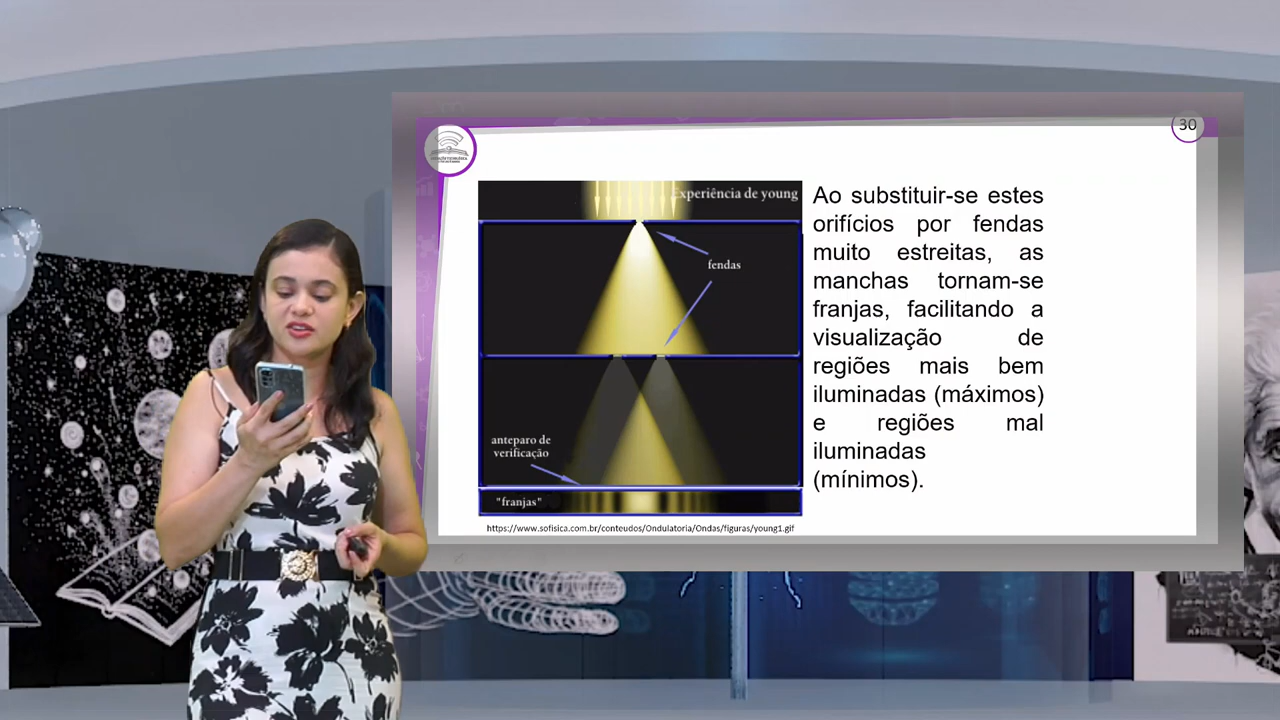 30
Experiência de young
fendas
anteparo de
verificação
"franjas"
https://www.sofisica.com.br/conteudos/Ondulatoria/Ondas/figuras/young1.gif
Ao substituir-se estes
orifícios por fendas
muito estreitas, as
manchas tornam-se
franjas, facilitando a
visualização de
regiões mais bem
iluminadas (máximos)
e regiões mal
iluminadas
(mínimos).